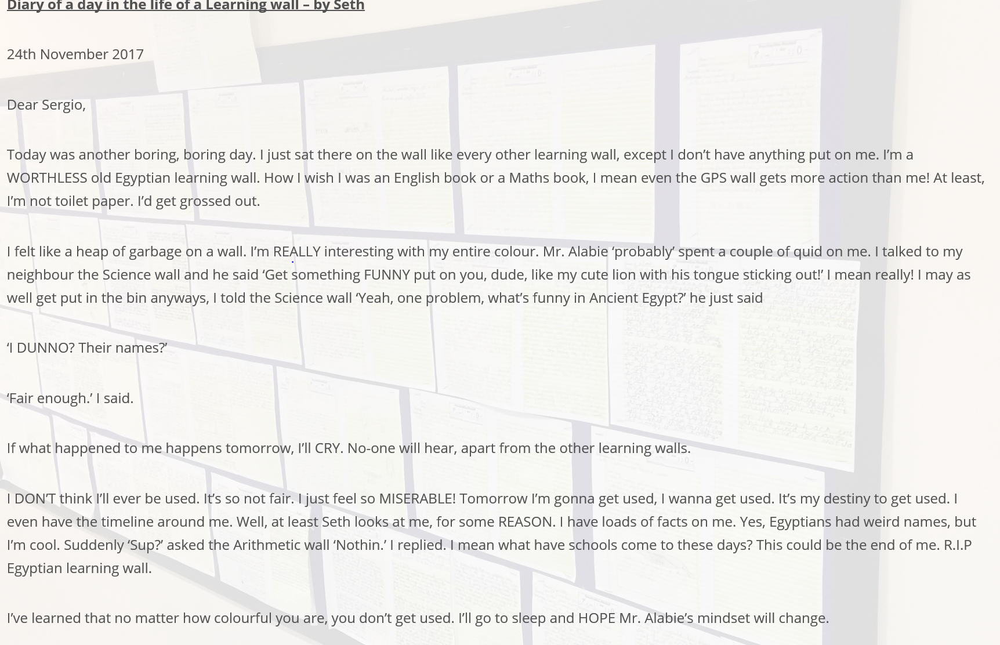 Diary of a day in the life of a Learning wall – by Seth
24th November 2017
Dear Sergio,
Today was another boring, boring day. I just sat there on the wall like every other learning wall, except I don’t have anything put on me. I’m a
WORTHLESS old Egyptian learning wall. How I wish I was an English book or a Maths book, I mean even the GPS wall gets more action than me! At least,
I’m not toilet paper. I’d get grossed out.
I felt like a heap of garbage on a wall. I’m REALLY interesting with my entire colour. Mr. Alabie ‘probably’ spent a couple of quid on me. I talked to my
neighbour the Science wall and he said ‘Get something FUNNY put on you, dude, like my cute lion with his tongue sticking out!’ I mean really! I may as
well get put in the bin anyways, I told the Science wall ‘Yeah, one problem, what’s funny in Ancient Egypt?’ he just said
‘I DUNNO? Their names?’
‘Fair enough.’ I said.
If what happened to me happens tomorrow, I’ll CRY. No-one will hear, apart from the other learning walls.
I DON’T think I’ll ever be used. It’s so not fair. I just feel so MISERABLE! Tomorrow I’m gonna get used, I wanna get used. It’s my destiny to get used. I
even have the timeline around me. Well, at least Seth looks at me, for some REASON. I have loads of facts on me. Yes, Egyptians had weird names, but
I’m cool. Suddenly ‘Sup?’ asked the Arithmetic wall ‘Nothin.’ I replied. I mean what have schools come to these days? This could be the end of me. R.I.P
Egyptian learning wall.
I’ve learned that no matter how colourful you are, you don’t get used. I’ll go to sleep and HOPE Mr. Alabie’s mindset will change.